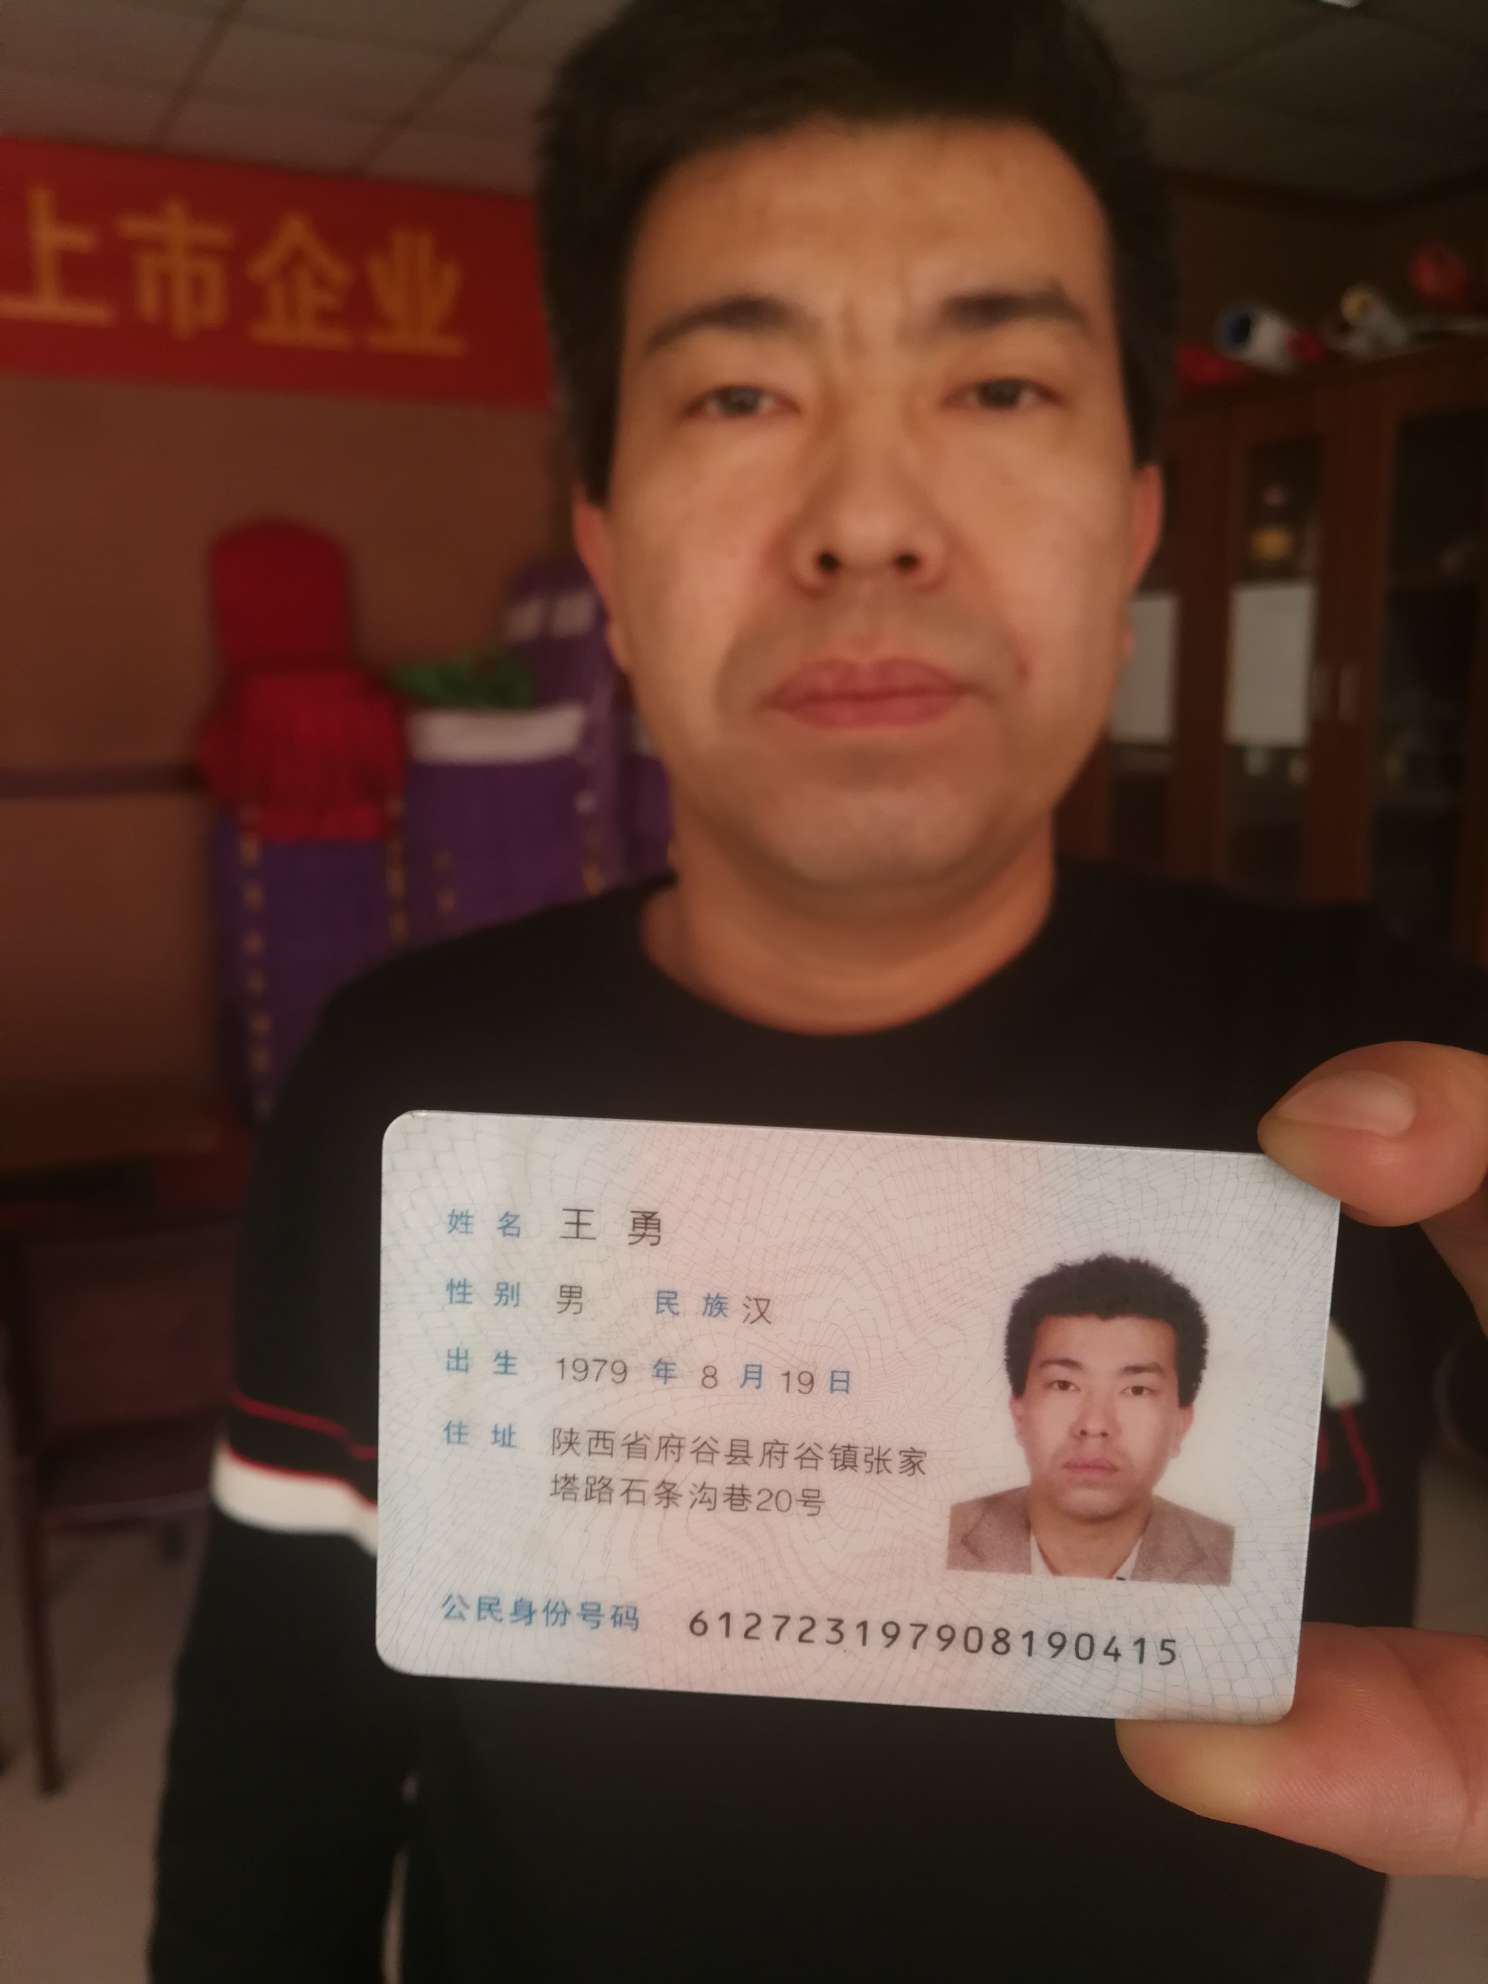 上市企业
姓名 王勇
性别 男 民族 汉
出生 1979 年 8 月 19 日
住址 陕西省府谷县府谷镇张家
塔路石条沟巷20号
公民身份号码 612723197908190415